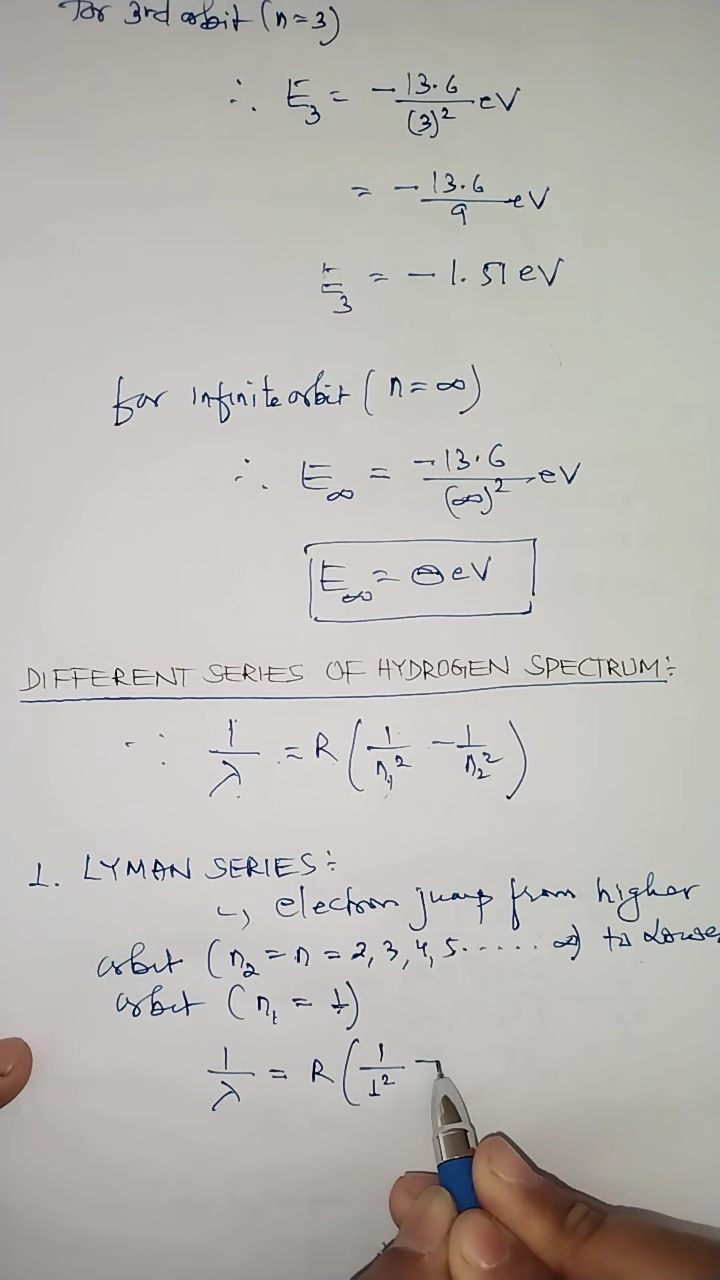 For 3rd orbit (n=3)
∴ E₃ = -13.6/(3)² eV
= -13.6/9 eV
E₃ = -1.51 eV
for infinite orbit (n=∞)
∴ E∞ = -13.6/(∞)² eV
E∞ = 0 eV
DIFFERENT SERIES OF HYDROGEN SPECTRUM:-
∵ 1/λ = R(1/n₁² - 1/n₂²)
1. LYMAN SERIES:-
↳ electron jump from higher
orbit (n₂ = n = 2, 3, 4, 5...... ∞) to Lower
orbit (n₁ = 1)
1/λ = R(1/1² -